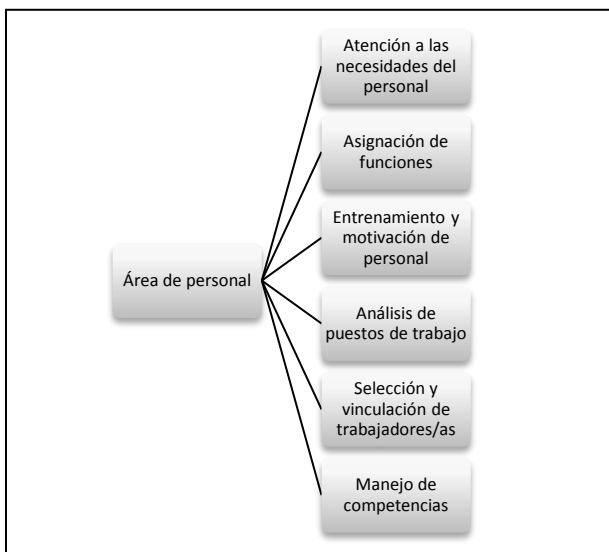 Atención a las
necesidades del
personal
Asignación de
funciones
Entrenamiento y
motivación de
personal
Área de personal
Análisis de
puestos de trabajo
Selección y
vinculación de
trabajadores/as
Manejo de
competencias